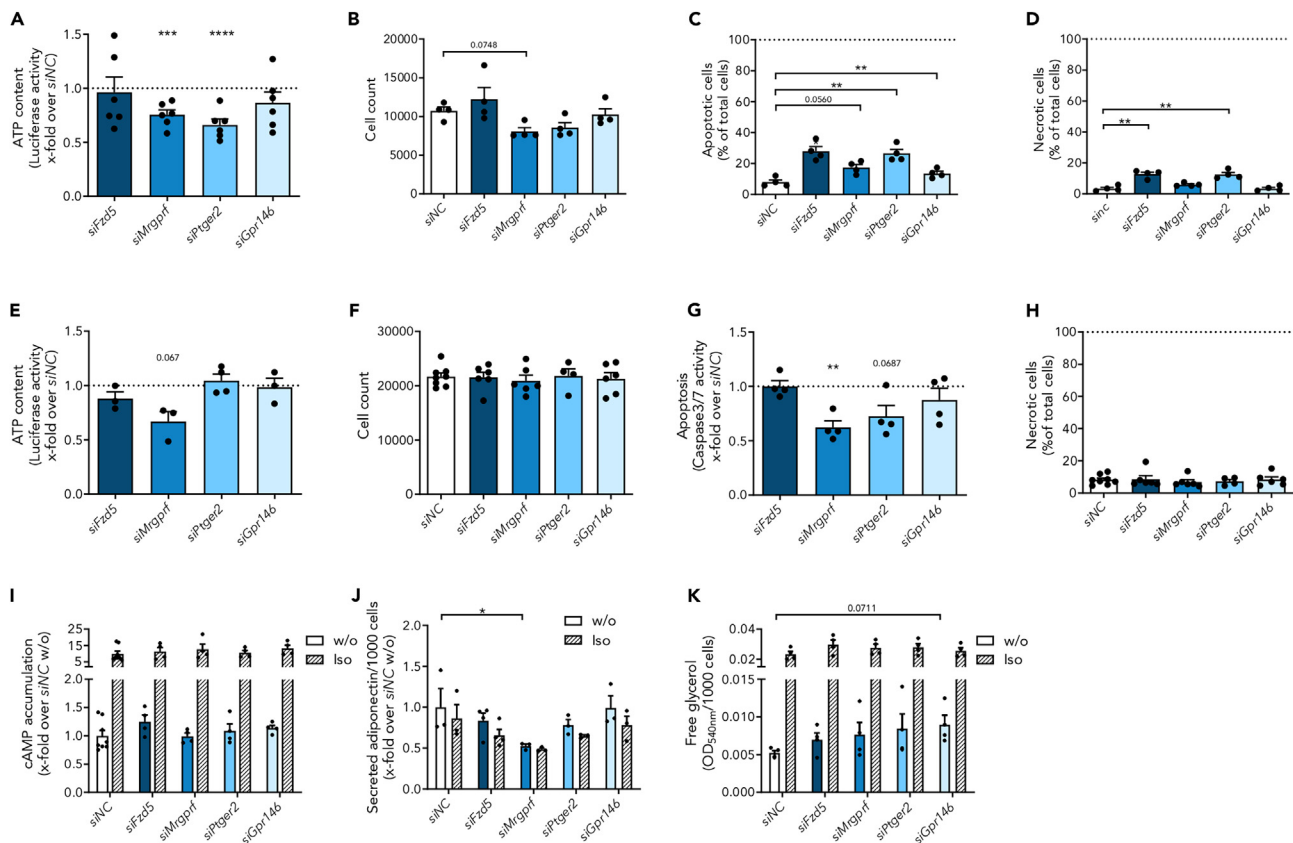 A
ATP content
(Luciferase activity
x-fold over siNC)
1.5
1.0
0.5
0.0
***
****
siFzd5
siMrgprf
siPtger2
siGpr146
B
Cell count
20000
15000
10000
5000
0
0.0748
siNC
siFzd5
siMrgprf
siPtger2
siGpr146
C
Apoptotic cells
(% of total cells)
100
80
60
40
20
0
**
**
0.0560
siNC
siFzd5
siMrgprf
siPtger2
siGpr146
D
Necrotic cells
(% of total cells)
100
80
60
40
20
0
**
**
sinc
siFzd5
siMrgprf
siPtger2
siGpr146
E
ATP content
(Luciferase activity
x-fold over siNC)
1.5
1.0
0.5
0.0
0.067
siFzd5
siMrgprf
siPtger2
siGpr146
F
Cell count
30000
20000
10000
0
siNC
siFzd5
siMrgprf
siPtger2
siGpr146
G
Apoptosis
(Caspase3/7 activity
x-fold over siNC)
1.5
1.0
0.5
0.0
**
0.0687
siFzd5
siMrgprf
siPtger2
siGpr146
H
Necrotic cells
(%of total cells)
100
80
60
40
20
0
siNC
siFzd5
siMrgprf
siPtger2
siGpr146
I
cAMP accumulation
(x-fold over siNC w/o)
25
15
5
2.0
1.5
1.0
0.5
0.0
w/o
Iso
siNC
siFzd5
siMrgprf
siPtger2
siGpr146
J
Secreted adiponectin/1000 cells
(x-fold over siNC w/o)
2.0
1.5
1.0
0.5
0.0
*
w/o
Iso
siNC
siFzd5
siMrgprf
siPtger2
siGpr146
K
Free glycerol
(OD540nm/1000 cells)
0.04
0.02
0.015
0.010
0.005
0.000
0.0711
w/o
Iso
siNC
siFzd5
siMrgprf
siPtger2
siGpr146